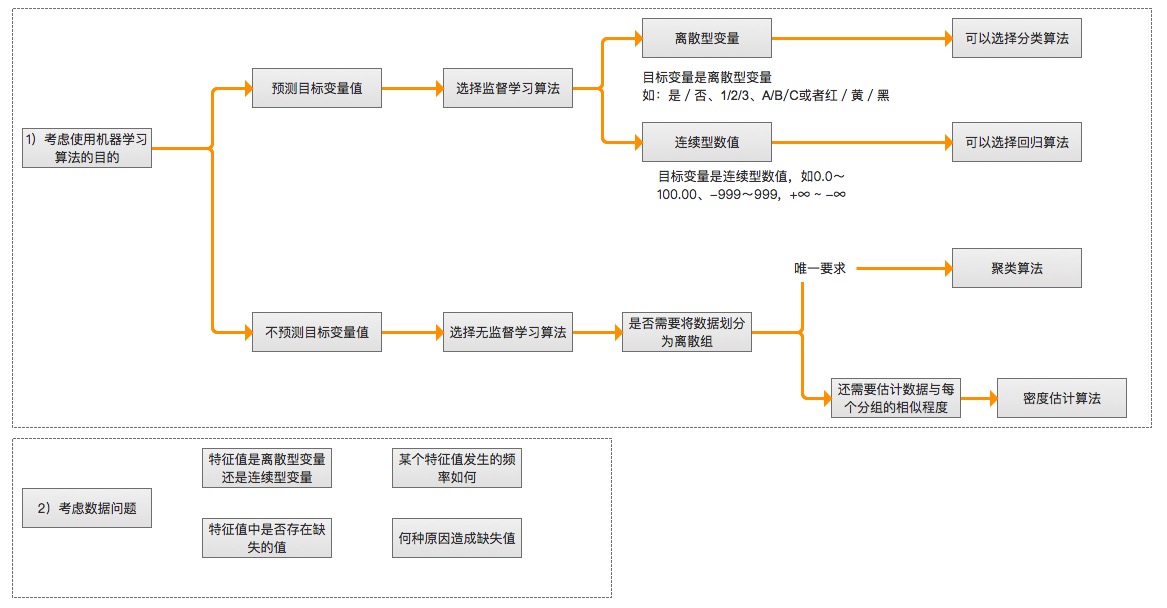 1）考虑使用机器学习
算法的目的
预测目标变量值
选择监督学习算法
离散型变量
可以选择分类算法
目标变量是离散型变量
如：是 / 否、1/2/3、A/B/C或者红 / 黄 / 黑
连续型数值
可以选择回归算法
目标变量是连续型数值，如0.0～
100.00、-999～999，+∞ ~ -∞
不预测目标变量值
选择无监督学习算法
是否需要将数据划分
为离散组
唯一要求
聚类算法
还需要估计数据与每
个分组的相似程度
密度估计算法
2）考虑数据问题
特征值是离散型变量
还是连续型变量
某个特征值发生的频
率如何
特征值中是否存在缺
失的值
何种原因造成缺失值